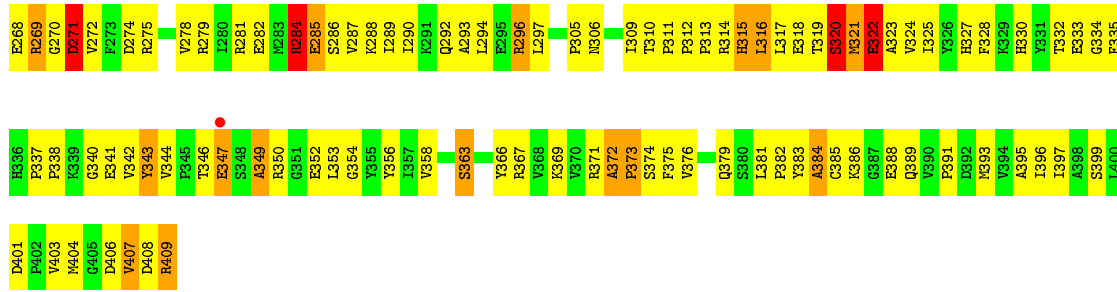 E268 R269 G270 D271 V272 F273 D274 R275 V278 R279 I280 R281 E282 M283 R284 E285 S286 V287 K288 I289 I290 K291 Q292 A293 L294 E295 R296 L297 P305 N306 I309 T310 P311 P312 P313 R314 H315 I316 L317 E318 T319 S320 M321 E322 A323 V324 I325 Y326 H327 F328 K329 H330 Y331 T332 E333 G334 F335
H336 P337 P338 K339 G340 E341 V342 Y343 V344 P345 T346 E347 S348 A349 R350 G351 E352 L353 G354 Y355 Y356 I357 V358 S363 Y366 R367 V368 K369 V370 R371 A372 P373 S374 F375 V376 Q379 S380 L381 P382 Y383 A384 C385 K386 G387 E388 Q389 V390 P391 D392 M393 V394 A395 I396 I397 A398 S399 L400
D401 P402 V403 M404 G405 D406 V407 D408 R409